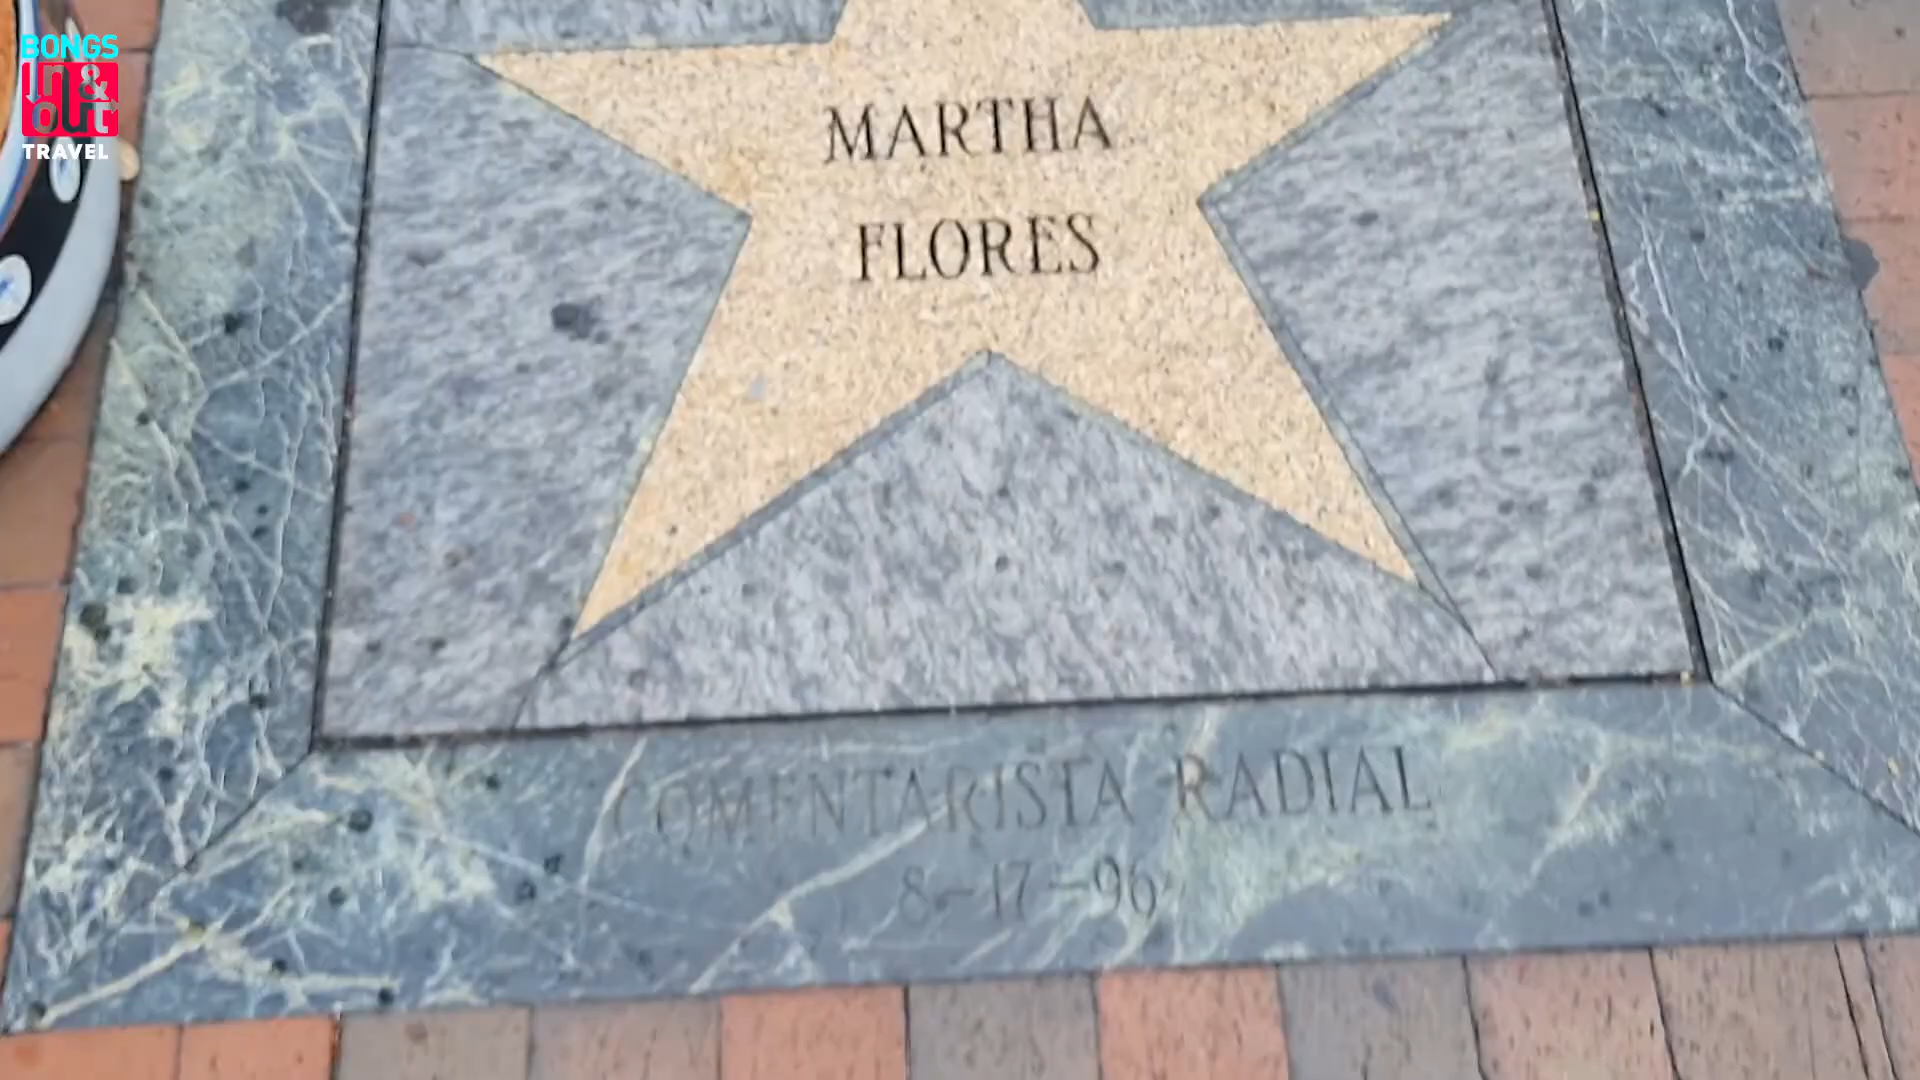 BONGS
In &
out
TRAVEL
MARTHA
FLORES
COMENTARISTA RADIAL
8-17-96